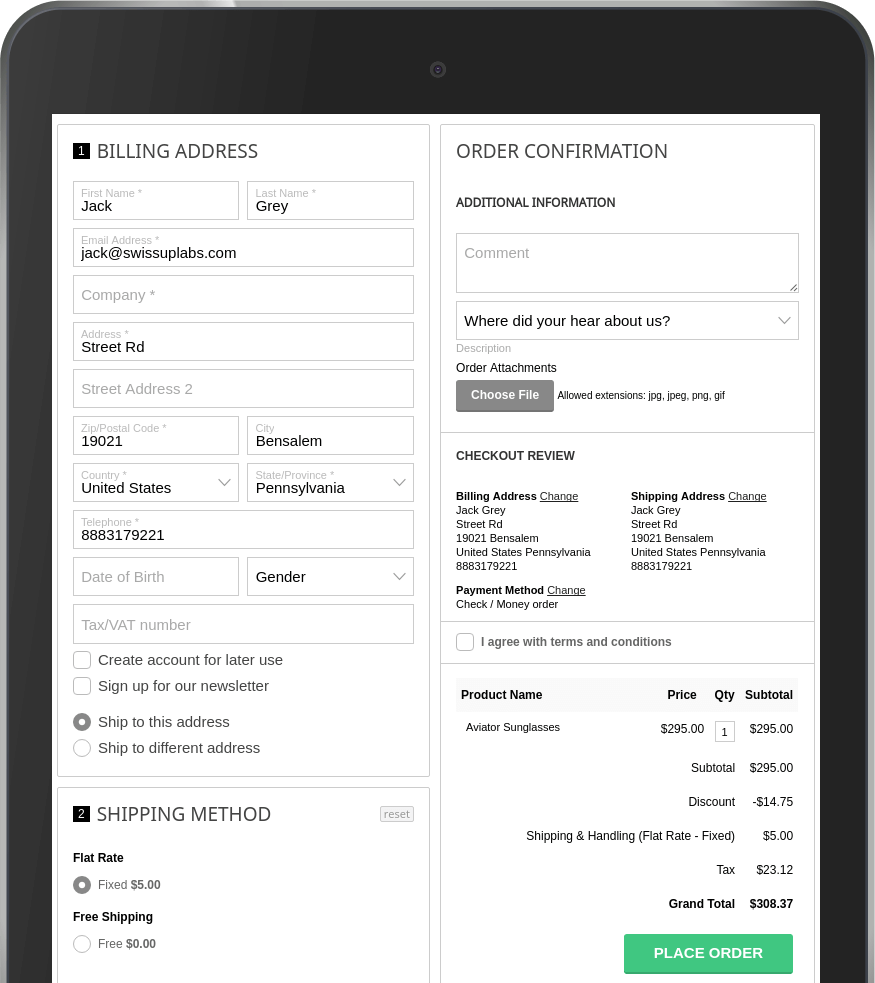 1 BILLING ADDRESS
First Name *
Jack
Last Name *
Grey
Email Address *
jack@swissuplabs.com
Company *
Address *
Street Rd
Street Address 2
Zip/Postal Code *
19021
City
Bensalem
Country *
United States
State/Province *
Pennsylvania
Telephone *
8883179221
Date of Birth
Gender
Tax/VAT number
Create account for later use
Sign up for our newsletter
Ship to this address
Ship to different address
2 SHIPPING METHOD reset
Flat Rate
Fixed $5.00
Free Shipping
Free $0.00
ORDER CONFIRMATION
ADDITIONAL INFORMATION
Comment
Where did your hear about us?
Description
Order Attachments
Choose File Allowed extensions: jpg, jpeg, png, gif
CHECKOUT REVIEW
Billing Address Change
Jack Grey
Street Rd
19021 Bensalem
United States Pennsylvania
8883179221
Shipping Address Change
Jack Grey
Street Rd
19021 Bensalem
United States Pennsylvania
8883179221
Payment Method Change
Check / Money order
I agree with terms and conditions
Product Name Price Qty Subtotal
Aviator Sunglasses $295.00 1 $295.00
Subtotal $295.00
Discount -$14.75
Shipping & Handling (Flat Rate - Fixed) $5.00
Tax $23.12
Grand Total $308.37
PLACE ORDER